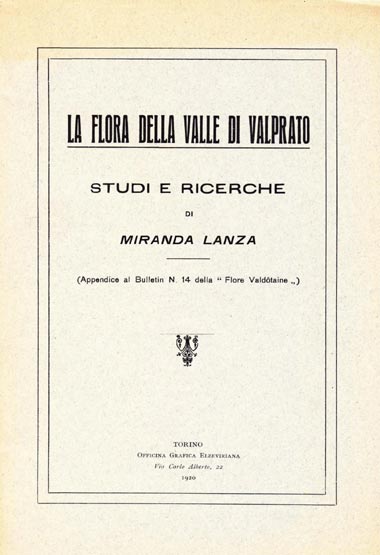 LA FLORA DELLA VALLE DI VALPRATO
STUDI E RICERCHE
DI
MIRANDA LANZA
(Appendice al Bulletin N. 14 della “ Flore Valdôtaine „)
TORINO
OFFICINA GRAFICA ELZEVIRIANA
Via Carlo Alberto, 22
1920